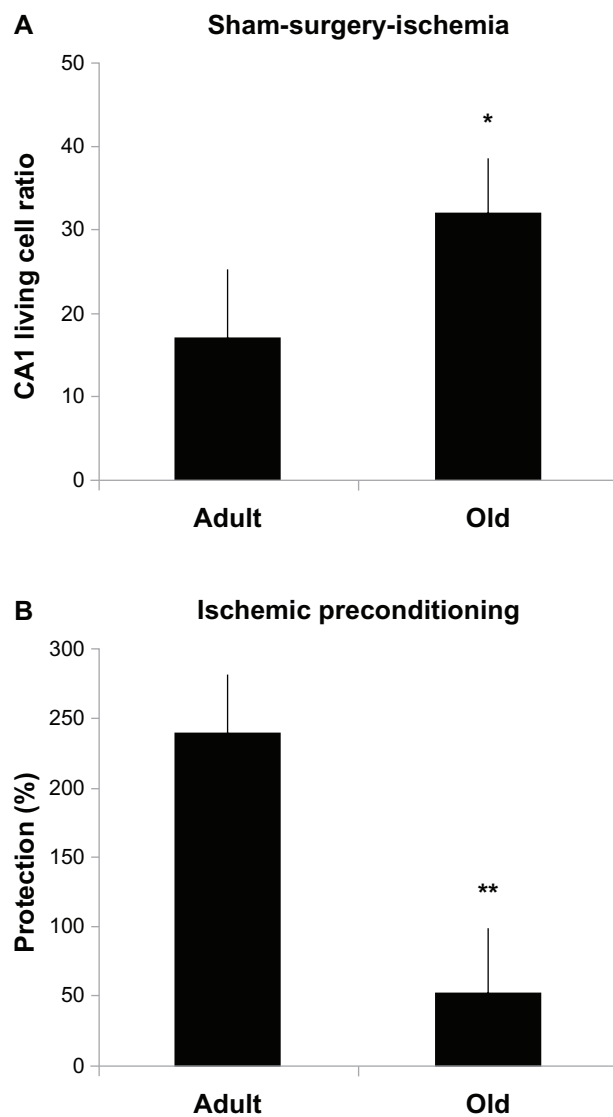 A Sham-surgery-ischemia
50
40
30
20
10
0
CA1 living cell ratio
*
Adult Old
B Ischemic preconditioning
300
250
200
150
100
50
0
Protection (%)
**
Adult Old